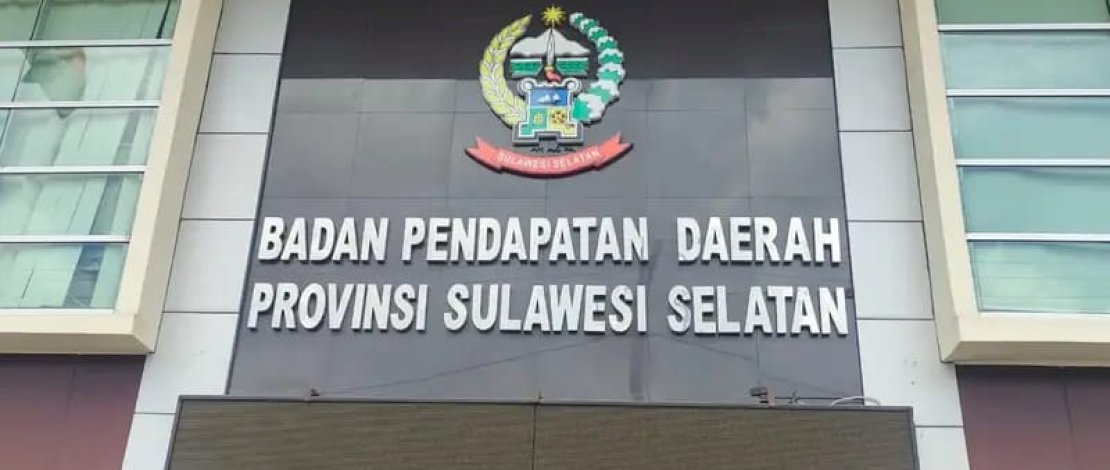 SULAWESI SELATAN
BADAN PENDAPATAN DAERAH
PROVINSI SULAWESI SELATAN